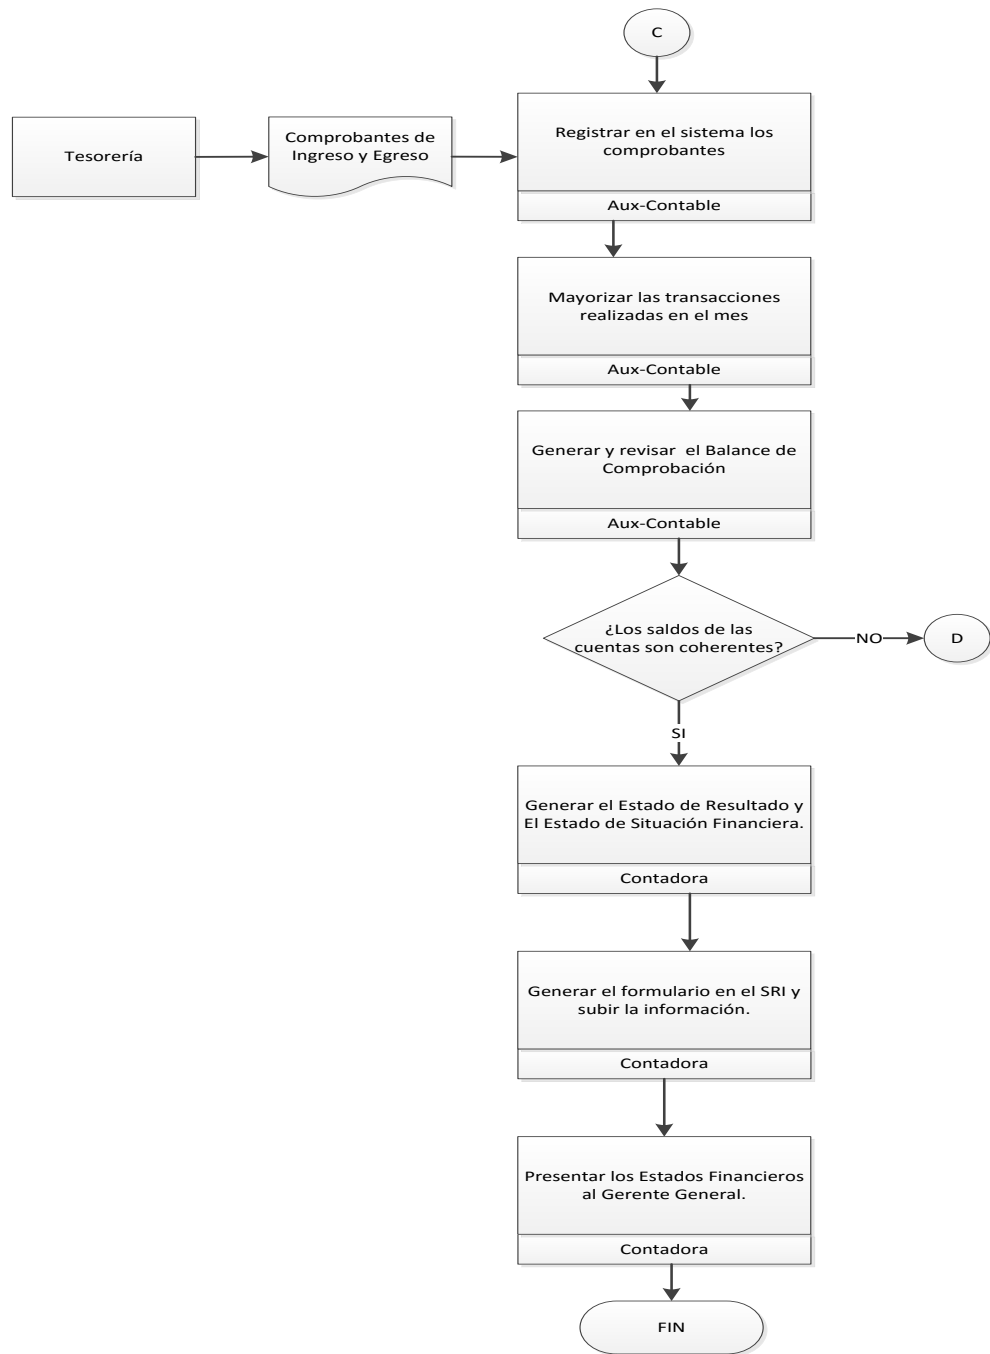 C
Tesorería
Comprobantes de
Ingreso y Egreso
Registrar en el sistema los
comprobantes
Aux-Contable
Mayorizar las transacciones
realizadas en el mes
Aux-Contable
Generar y revisar  el Balance de
Comprobación
Aux-Contable
¿Los saldos de las
cuentas son coherentes?
NO
D
SI
Generar el Estado de Resultado y
El Estado de Situación Financiera.
Contadora
Generar el formulario en el SRI y
subir la información.
Contadora
Presentar los Estados Financieros
al Gerente General.
Contadora
FIN